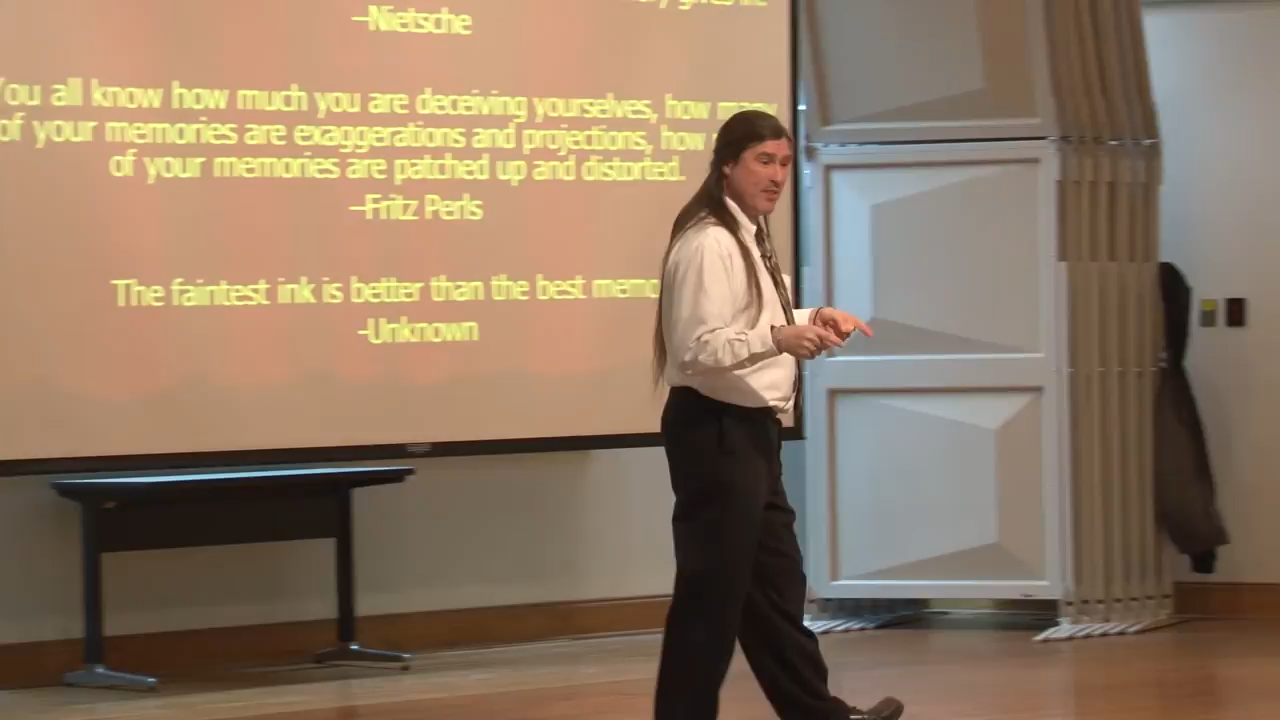 –Nietsche
You all know how much you are deceiving yourselves, how many
of your memories are exaggerations and projections, how
of your memories are patched up and distorted.
–Fritz Perls
The faintest ink is better than the best memo
-Unknown